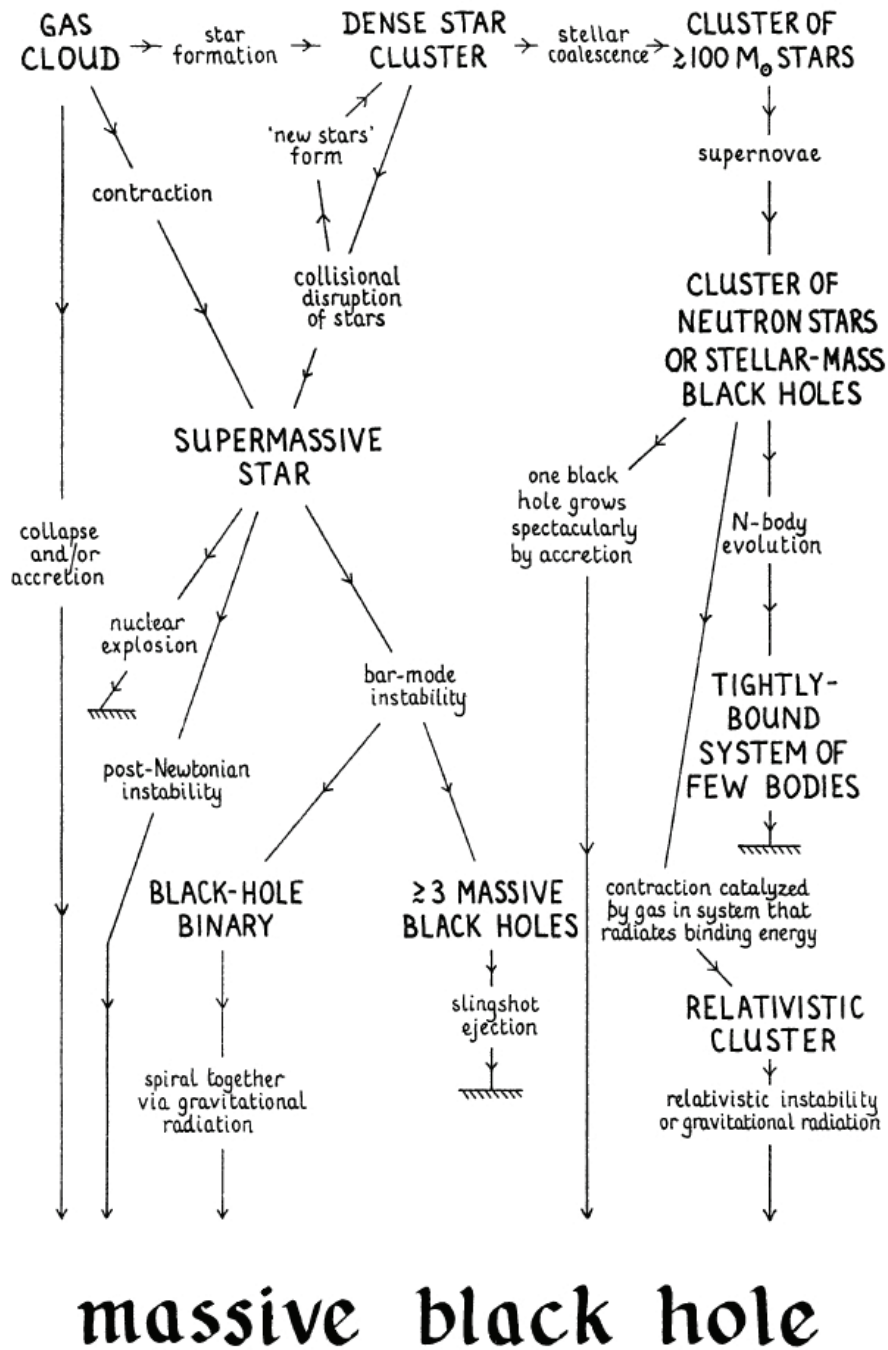 GAS
CLOUD
star
formation
DENSE STAR
CLUSTER
stellar
coalescence
CLUSTER OF
≥100 M⊙ STARS
'new stars'
form
contraction
supernovae
collisional
disruption
of stars
CLUSTER OF
NEUTRON STARS
OR STELLAR-MASS
BLACK HOLES
SUPERMASSIVE
STAR
one black
hole grows
spectacularly
by accretion
N-body
evolution
collapse
and/or
accretion
nuclear
explosion
bar-mode
instability
TIGHTLY-
BOUND
SYSTEM OF
FEW BODIES
post-Newtonian
instability
BLACK-HOLE
BINARY
≥3 MASSIVE
BLACK HOLES
contraction catalyzed
by gas in system that
radiates binding energy
slingshot
ejection
RELATIVISTIC
CLUSTER
spiral together
via gravitational
radiation
relativistic instability
or gravitational radiation
massive black hole